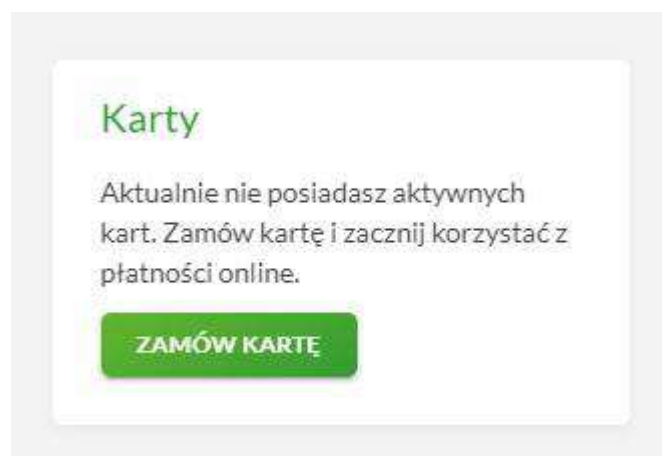 Karty
Aktualnie nie posiadasz aktywnych
kart. Zamów kartę i zacznij korzystać z
płatności online.
ZAMÓW KARTĘ